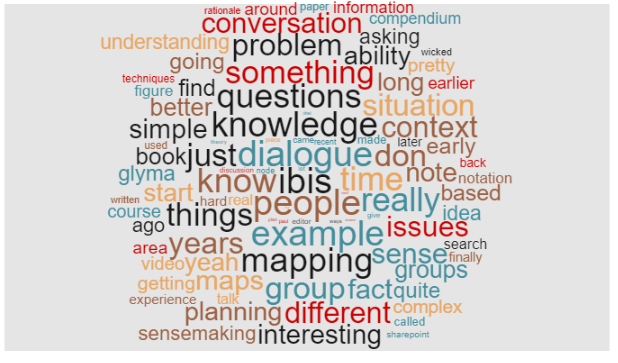 rationale around paper information
conversation compendium
understanding problem asking
going ability wicked
something pretty
techniques long earlier
figure find questions situation
better
simple knowledge context
used theory came recent made later early
book just dialogue don back
glyma discussion node know ibis time note notation
written start hard real people really based
course ago things plain paul editor ways give idea
example issues
area years search
video yeah mapping sense finally
getting maps group fact quite groups
experience talk complex
planning different called
sensemaking interesting sharepoint